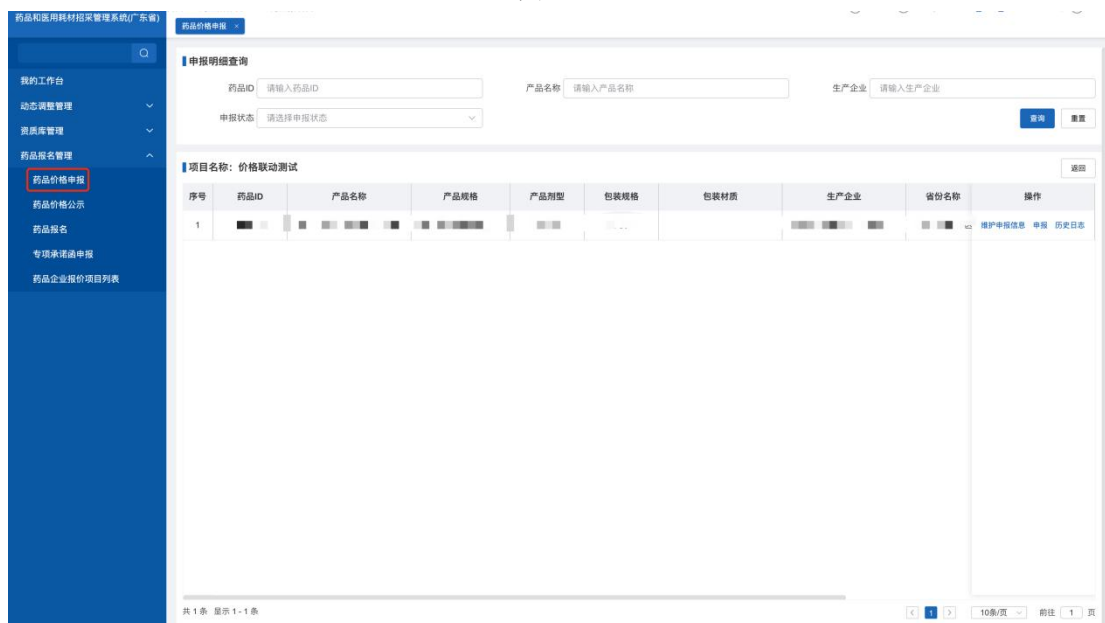 药品和医用耗材招采管理系统(广东省)
药品价格申报 ×
我的工作台
动态调整管理
资质库管理
药品报名管理
药品价格申报
药品价格公示
药品报名
专项承诺函申报
药品企业报价项目列表
申报明细查询
药品ID 请输入药品ID 产品名称 请输入产品名称 生产企业 请输入生产企业
申报状态 请选择申报状态 查询 重置
项目名称：价格联动测试 返回
序号 药品ID 产品名称 产品规格 产品剂型 包装规格 包装材质 生产企业 省份名称 操作
1 维护申报信息 申报 历史日志
共 1 条 显示 1 - 1 条 < 1 > 10条/页 前往 1 页